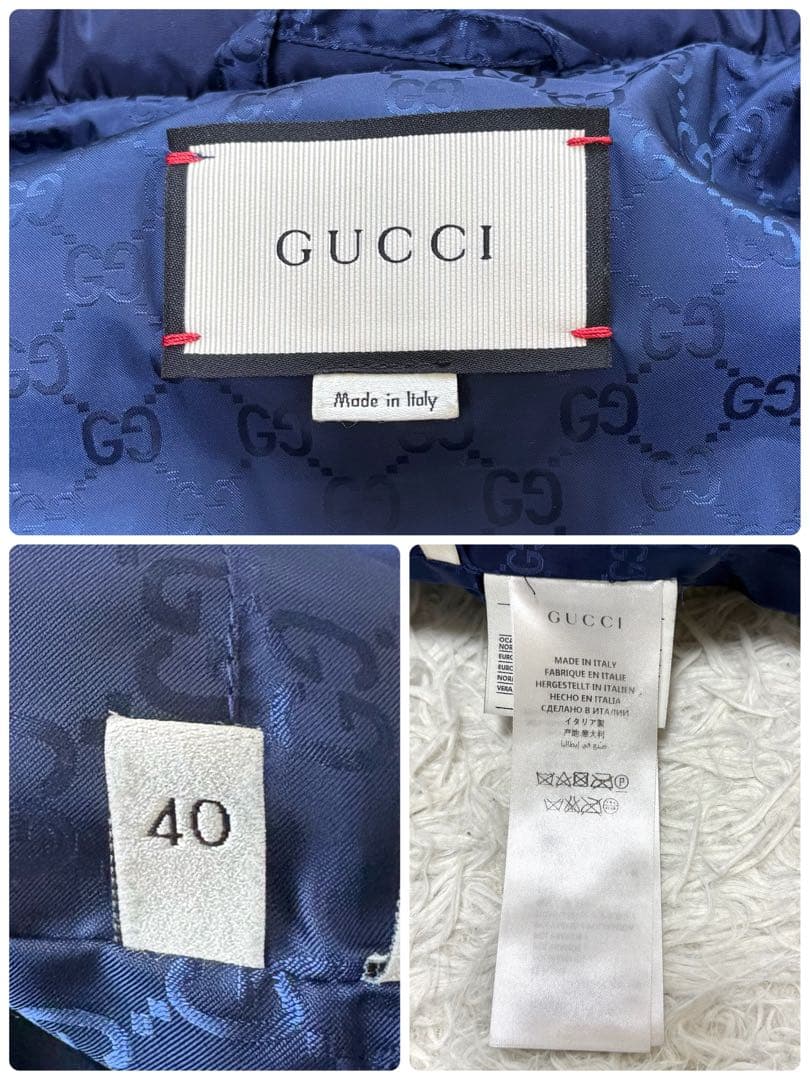 GUCCI
Made in Italy
40
GUCCI
MADE IN ITALY
FABRIQUE EN ITALIE
HERGESTELLT IN ITALIEN
HECHO EN ITALIA
СДЕЛАНО В ИТАЛИИ
イタリア製
产地:意大利
صنع في إيطاليا
P